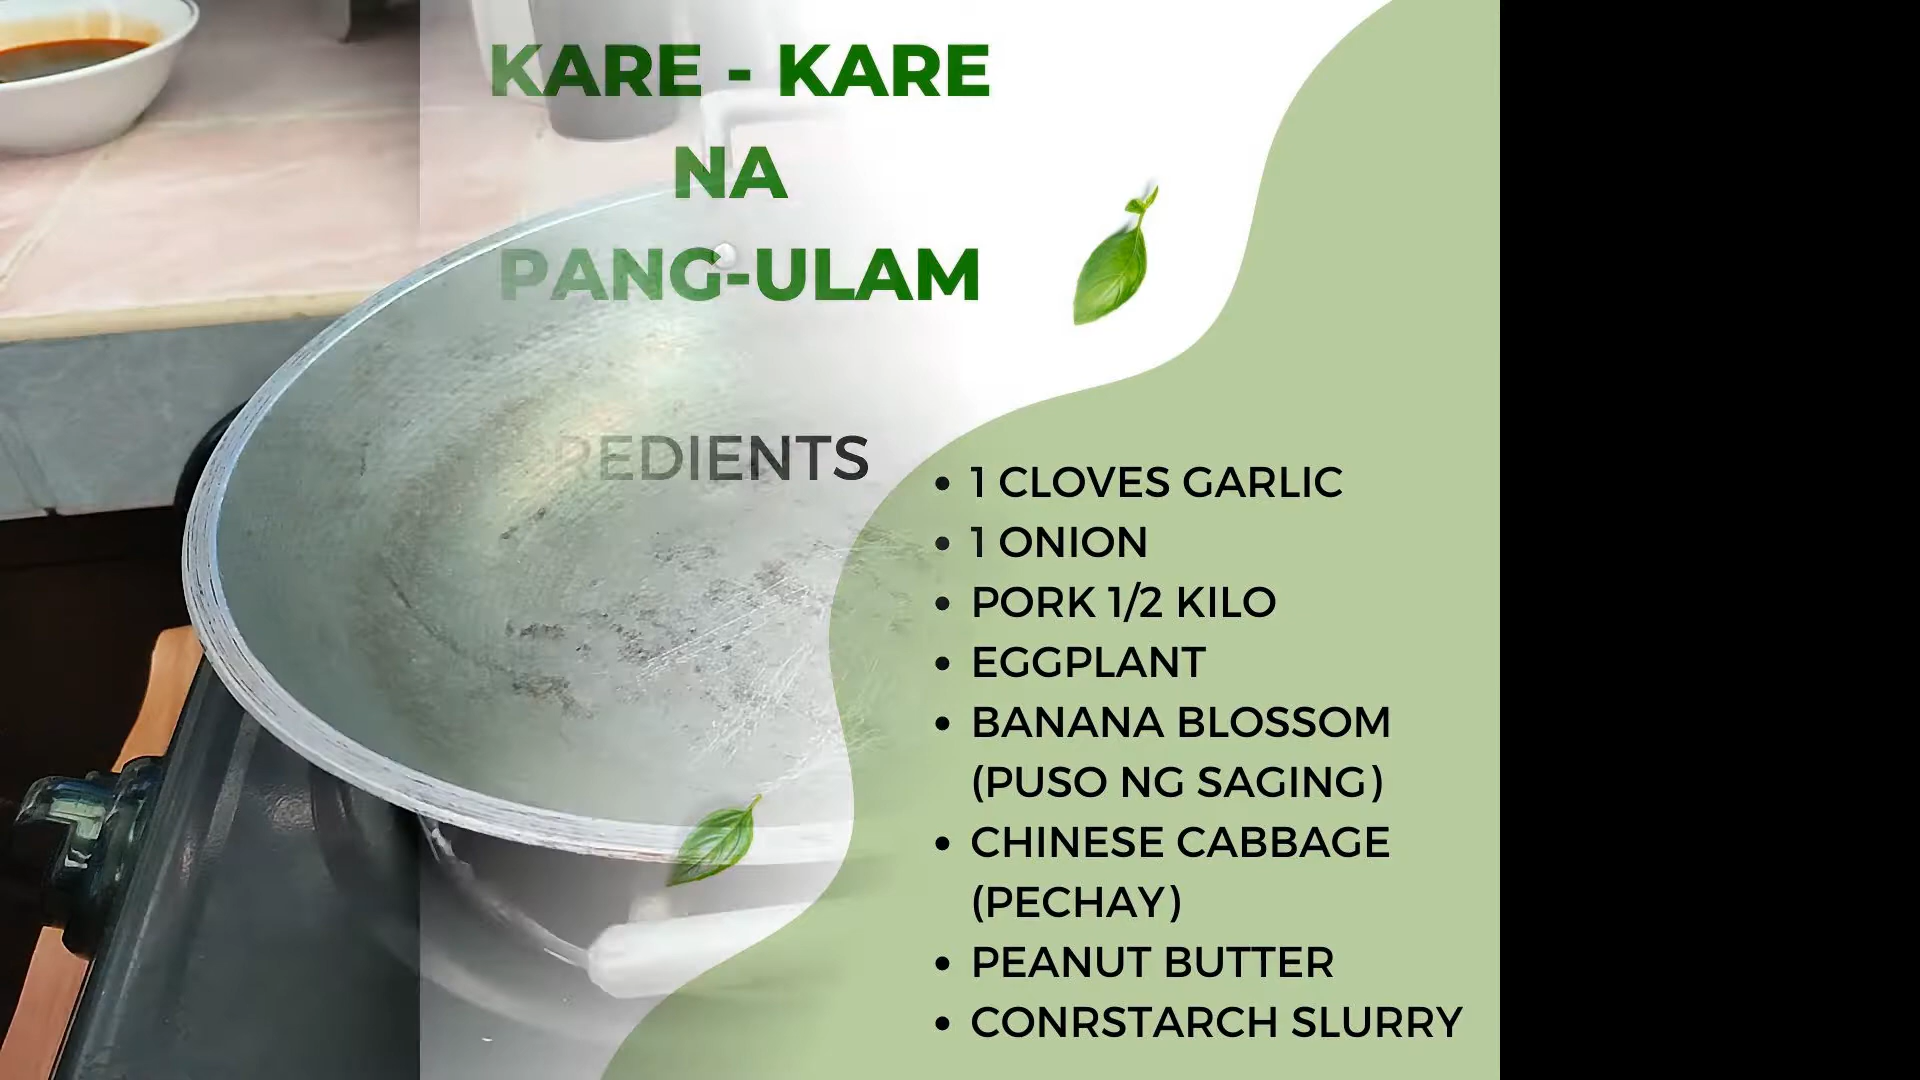 KARE - KARE
NA
PANG-ULAM
REDIENTS
• 1 CLOVES GARLIC
• 1 ONION
• PORK 1/2 KILO
• EGGPLANT
• BANANA BLOSSOM
(PUSO NG SAGING)
• CHINESE CABBAGE
(PECHAY)
• PEANUT BUTTER
• CONRSTARCH SLURRY